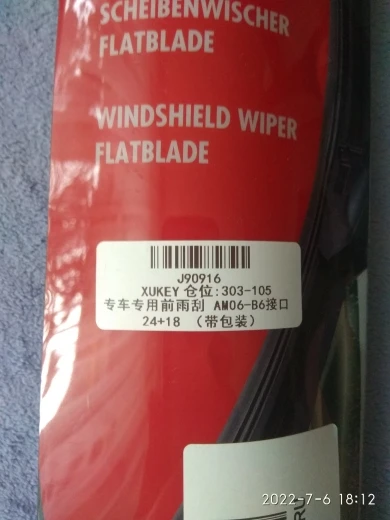 SCHEIBENWISCHER
FLATBLADE
WINDSHIELD WIPER
FLATBLADE
J90916
XUKEY 仓位:303-105
专车专用前雨刮 AM06-B6接口
24+18 （带包装）
RU
2022-7-6 18:12